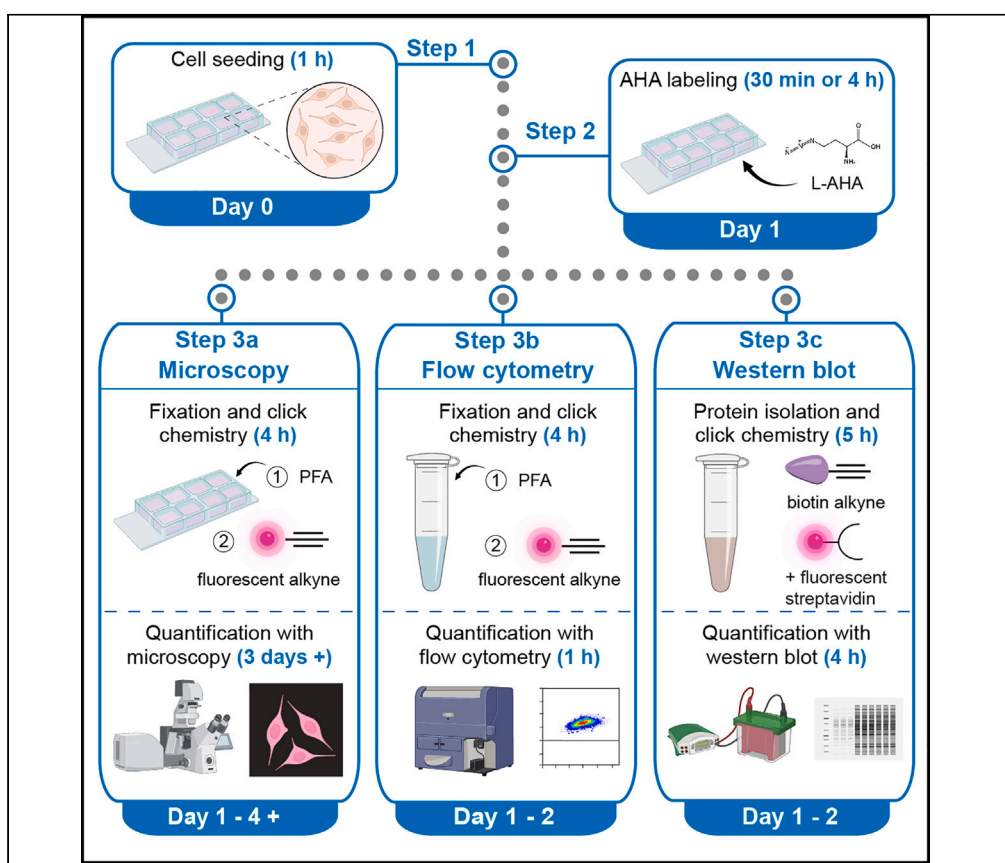 Step 1
Cell seeding (1 h)
Day 0
Step 2
AHA labeling (30 min or 4 h)
N N N
O
OH
NH₂
L-AHA
Day 1
Step 3a
Microscopy
Fixation and click
chemistry (4 h)
1 PFA
2
fluorescent alkyne
Quantification with
microscopy (3 days +)
Day 1 - 4 +
Step 3b
Flow cytometry
Fixation and click
chemistry (4 h)
1 PFA
2
fluorescent alkyne
Quantification with
flow cytometry (1 h)
Day 1 - 2
Step 3c
Western blot
Protein isolation and
click chemistry (5 h)
biotin alkyne
+ fluorescent
streptavidin
Quantification with
western blot (4 h)
Day 1 - 2